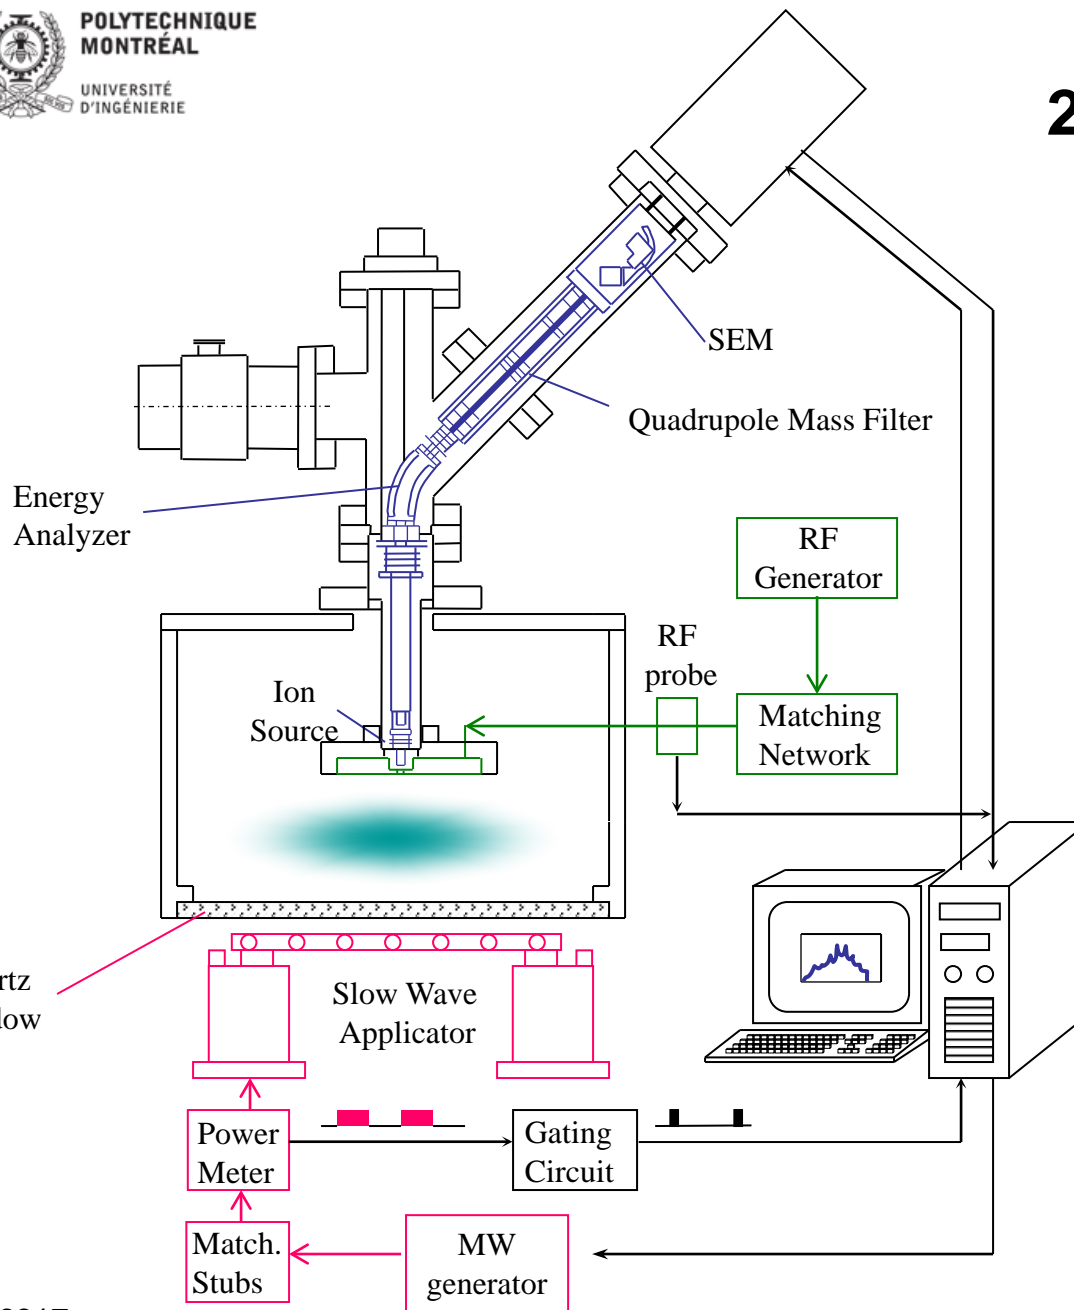 POLYTECHNIQUE
MONTRÉAL
UNIVERSITÉ
D'INGÉNIERIE
2
SEM
Quadrupole Mass Filter
Energy
Analyzer
RF
Generator
RF
probe
Ion
Source
Matching
Network
Slow Wave
Applicator
Power
Meter
Gating
Circuit
Match.
Stubs
MW
generator